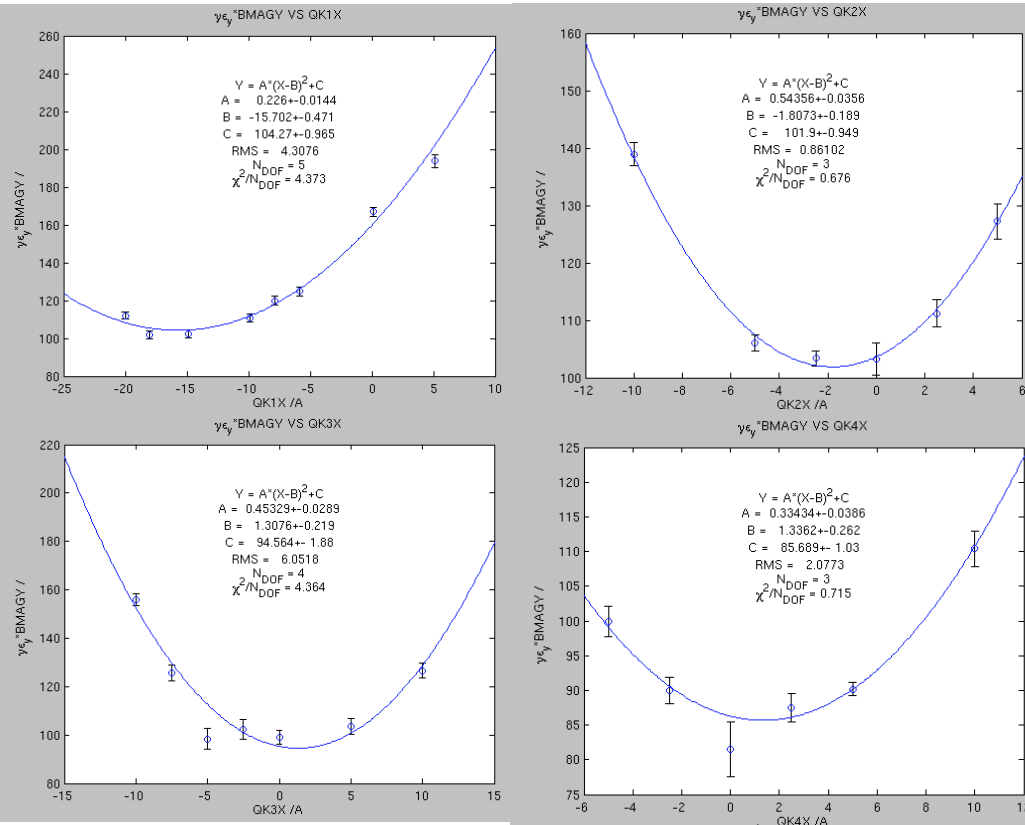 γε_y*BMAGY VS QK1X
γε_y*BMAGY /
260
240
220
200
180
160
140
120
100
80
Y = A*(X-B)^2+C
A = 0.226+-0.0144
B = -15.702+-0.471
C = 104.27+-0.965
RMS = 4.3076
N_DOF = 5
χ^2/N_DOF = 4.373
-25 -20 -15 -10 -5 0 5 10
QK1X /A
γε_y*BMAGY VS QK2X
γε_y*BMAGY /
160
150
140
130
120
110
100
Y = A*(X-B)^2+C
A = 0.54356+-0.0356
B = -1.8073+-0.189
C = 101.9+-0.949
RMS = 0.86102
N_DOF = 3
χ^2/N_DOF = 0.676
-12 -10 -8 -6 -4 -2 0 2 4 6
QK2X /A
γε_y*BMAGY VS QK3X
γε_y*BMAGY /
220
200
180
160
140
120
100
80
60
Y = A*(X-B)^2+C
A = 0.45329+-0.0289
B = 1.3076+-0.219
C = 94.564+- 1.88
RMS = 6.0518
N_DOF = 4
χ^2/N_DOF = 4.364
-15 -10 -5 0 5 10 15
QK3X /A
γε_y*BMAGY VS QK4X
γε_y*BMAGY /
125
120
115
110
105
100
95
90
85
80
75
Y = A*(X-B)^2+C
A = 0.33434+-0.0386
B = 1.3362+-0.262
C = 85.689+- 1.03
RMS = 2.0773
N_DOF = 3
χ^2/N_DOF = 0.715
-6 -4 -2 0 2 4 6 8 10
QK4X /A